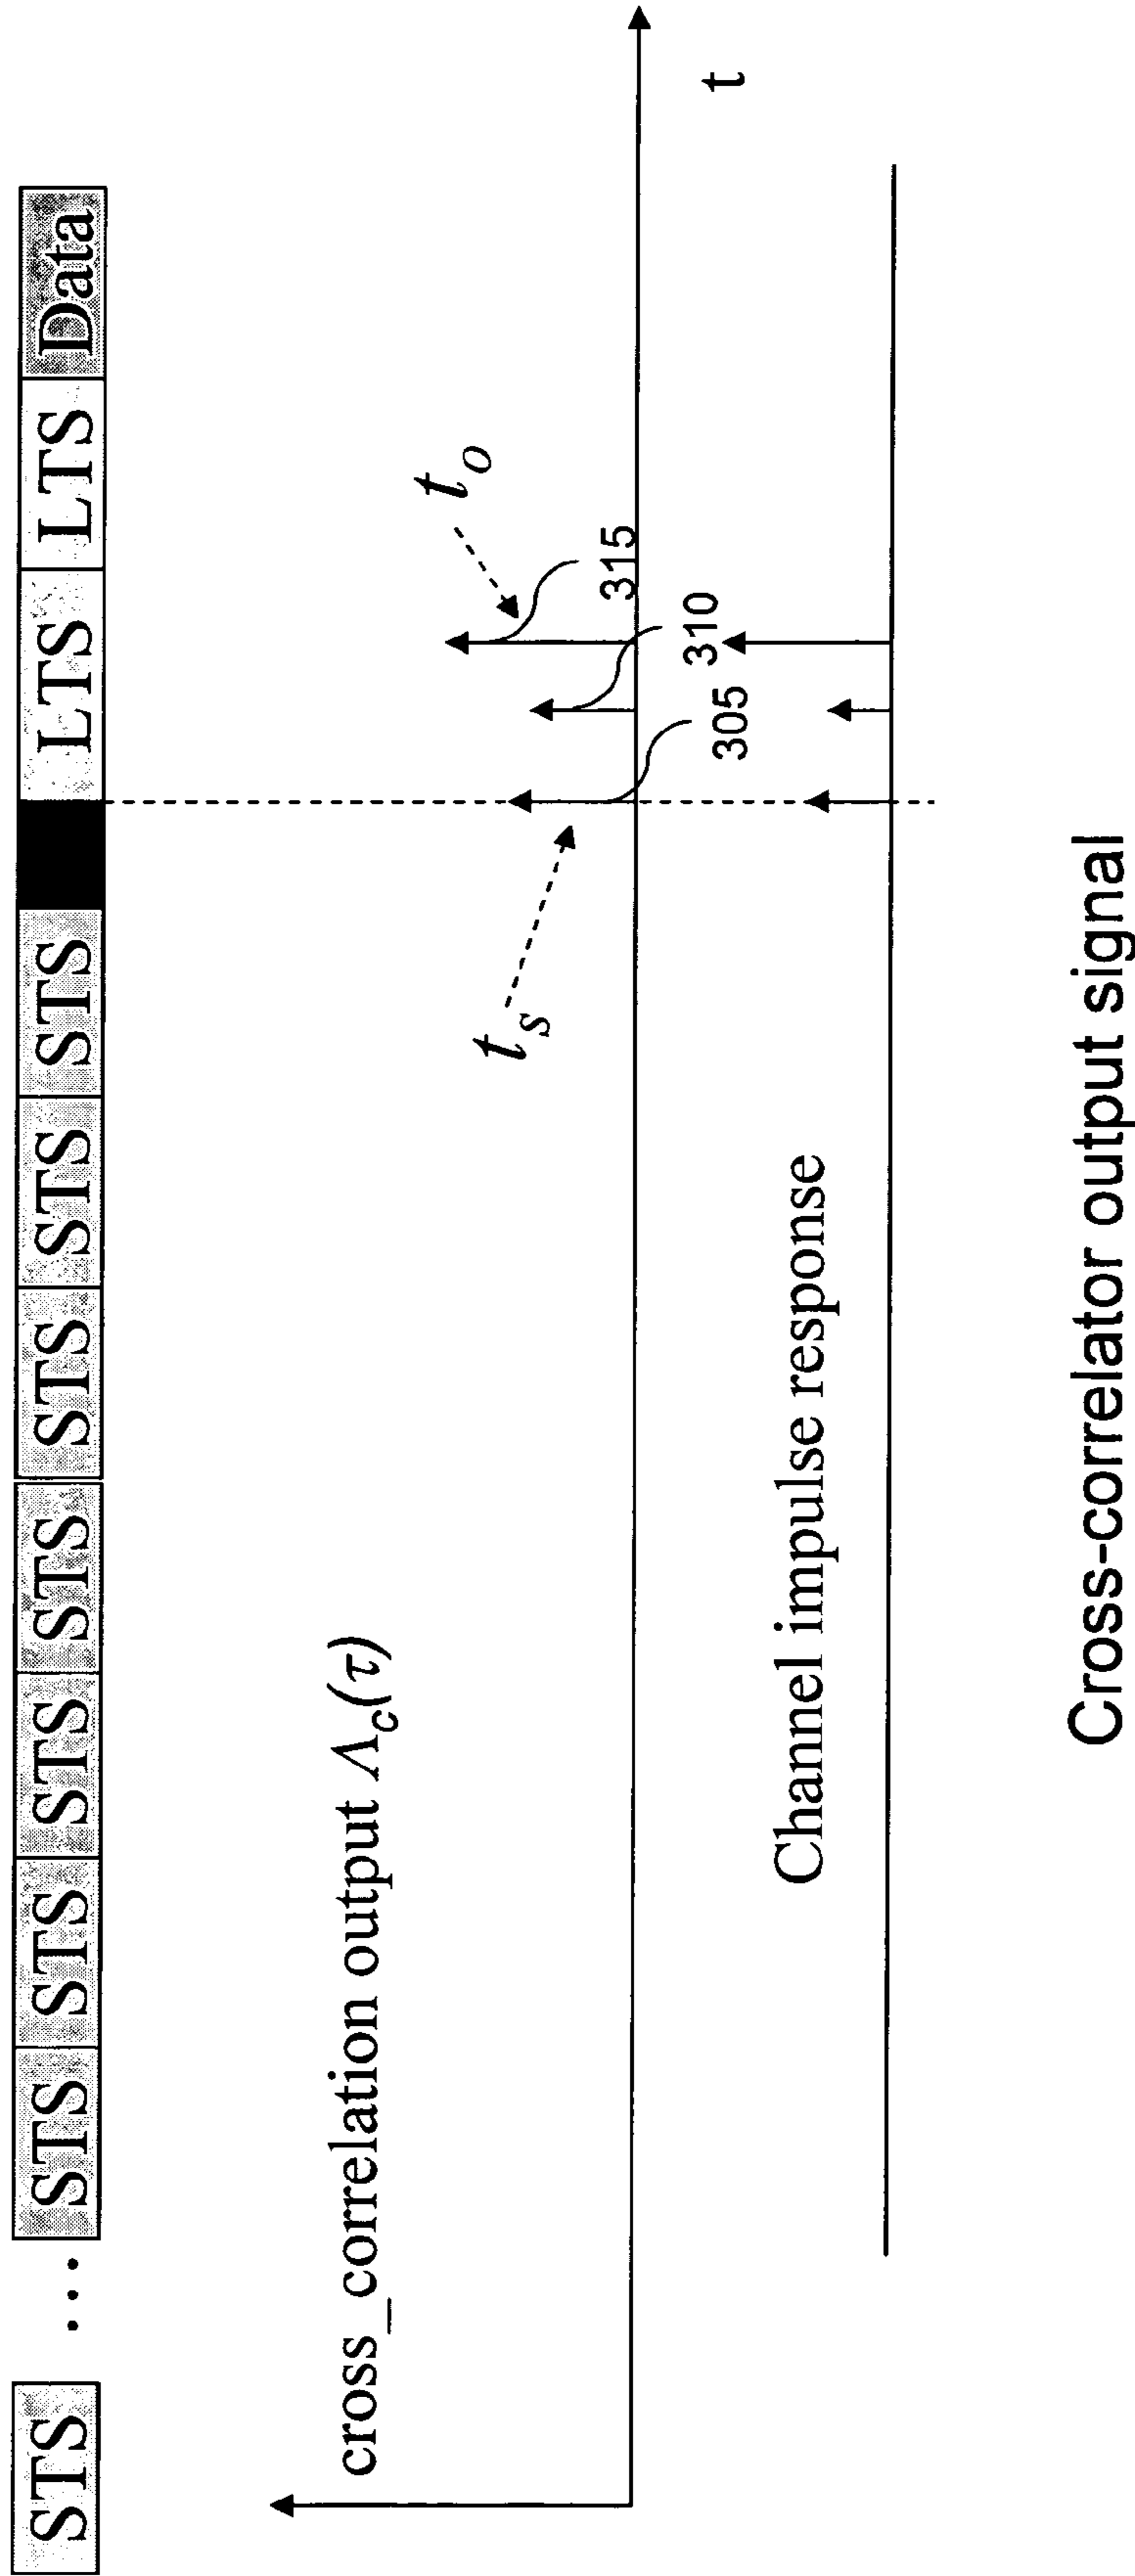 STS ... STS STS STS STS STS STS STS LTS LTS Data
cross_correlation output Λc(τ)
ts
to
315
310
305
t
Channel impulse response
Cross-correlator output signal